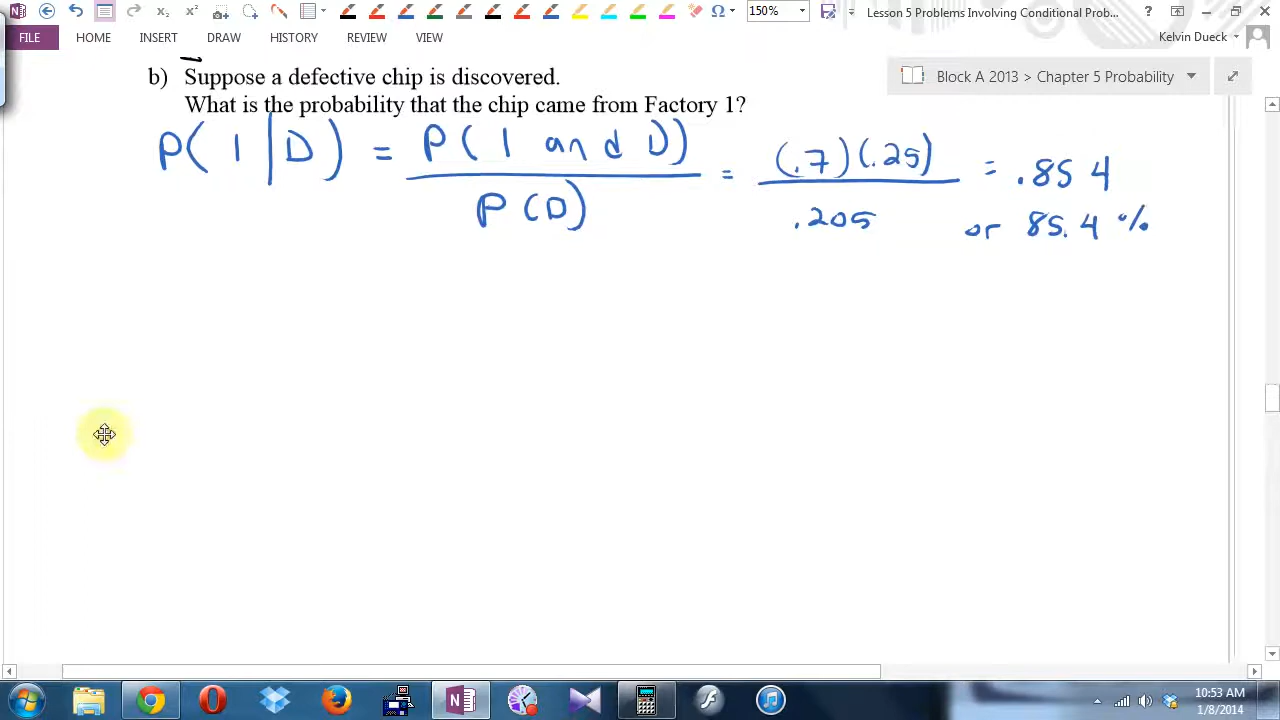 150%
Lesson 5 Problems Involving Conditional Prob...
FILE HOME INSERT DRAW HISTORY REVIEW VIEW
Kelvin Dueck
Block A 2013 > Chapter 5 Probability
b) Suppose a defective chip is discovered.
What is the probability that the chip came from Factory 1?
P( 1 | D ) = P( 1 and D) / P(D) = (.7)(.25) / .205 = .854
or 85.4 %
10:53 AM
1/8/2014